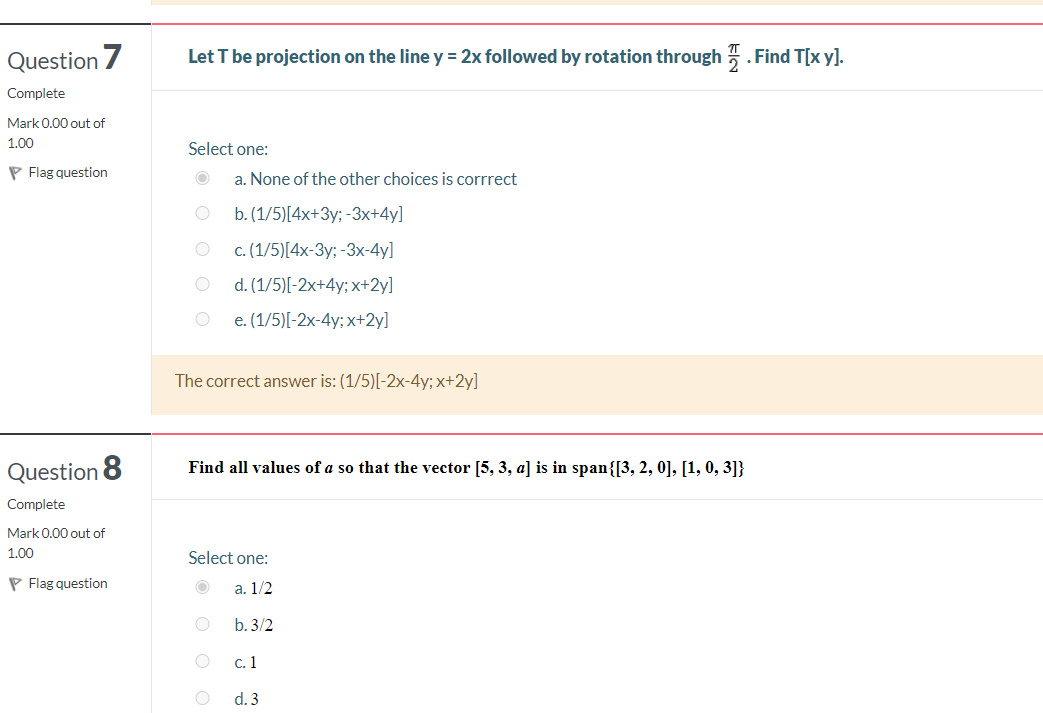 Question 7
Complete
Mark 0.00 out of
1.00
Flag question
Let T be projection on the line y = 2x followed by rotation through π/2 . Find T[x y].
Select one:
a. None of the other choices is corrrect
b. (1/5)[4x+3y; -3x+4y]
c. (1/5)[4x-3y; -3x-4y]
d. (1/5)[-2x+4y; x+2y]
e. (1/5)[-2x-4y; x+2y]
The correct answer is: (1/5)[-2x-4y; x+2y]
Question 8
Complete
Mark 0.00 out of
1.00
Flag question
Find all values of a so that the vector [5, 3, a] is in span{[3, 2, 0], [1, 0, 3]}
Select one:
a. 1/2
b. 3/2
c. 1
d. 3